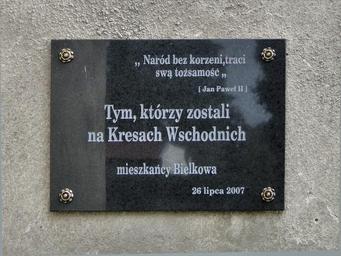 „ Naród bez korzeni,traci
swą tożsamość „
[ Jan Paweł II ]
Tym, którzy zostali
na Kresach Wschodnich
mieszkańcy Bielkowa
26 lipca 2007